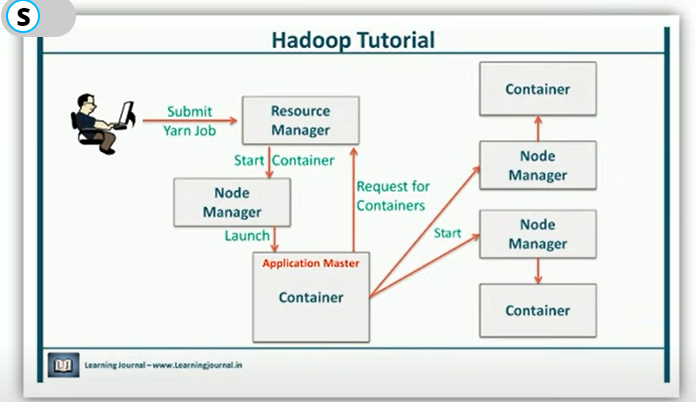 S
Hadoop Tutorial
Submit
Yarn Job
Resource
Manager
Start Container
Node
Manager
Launch
Application Master
Container
Request for
Containers
Start
Container
Node
Manager
Node
Manager
Container
Learning Journal – www.Learningjournal.in